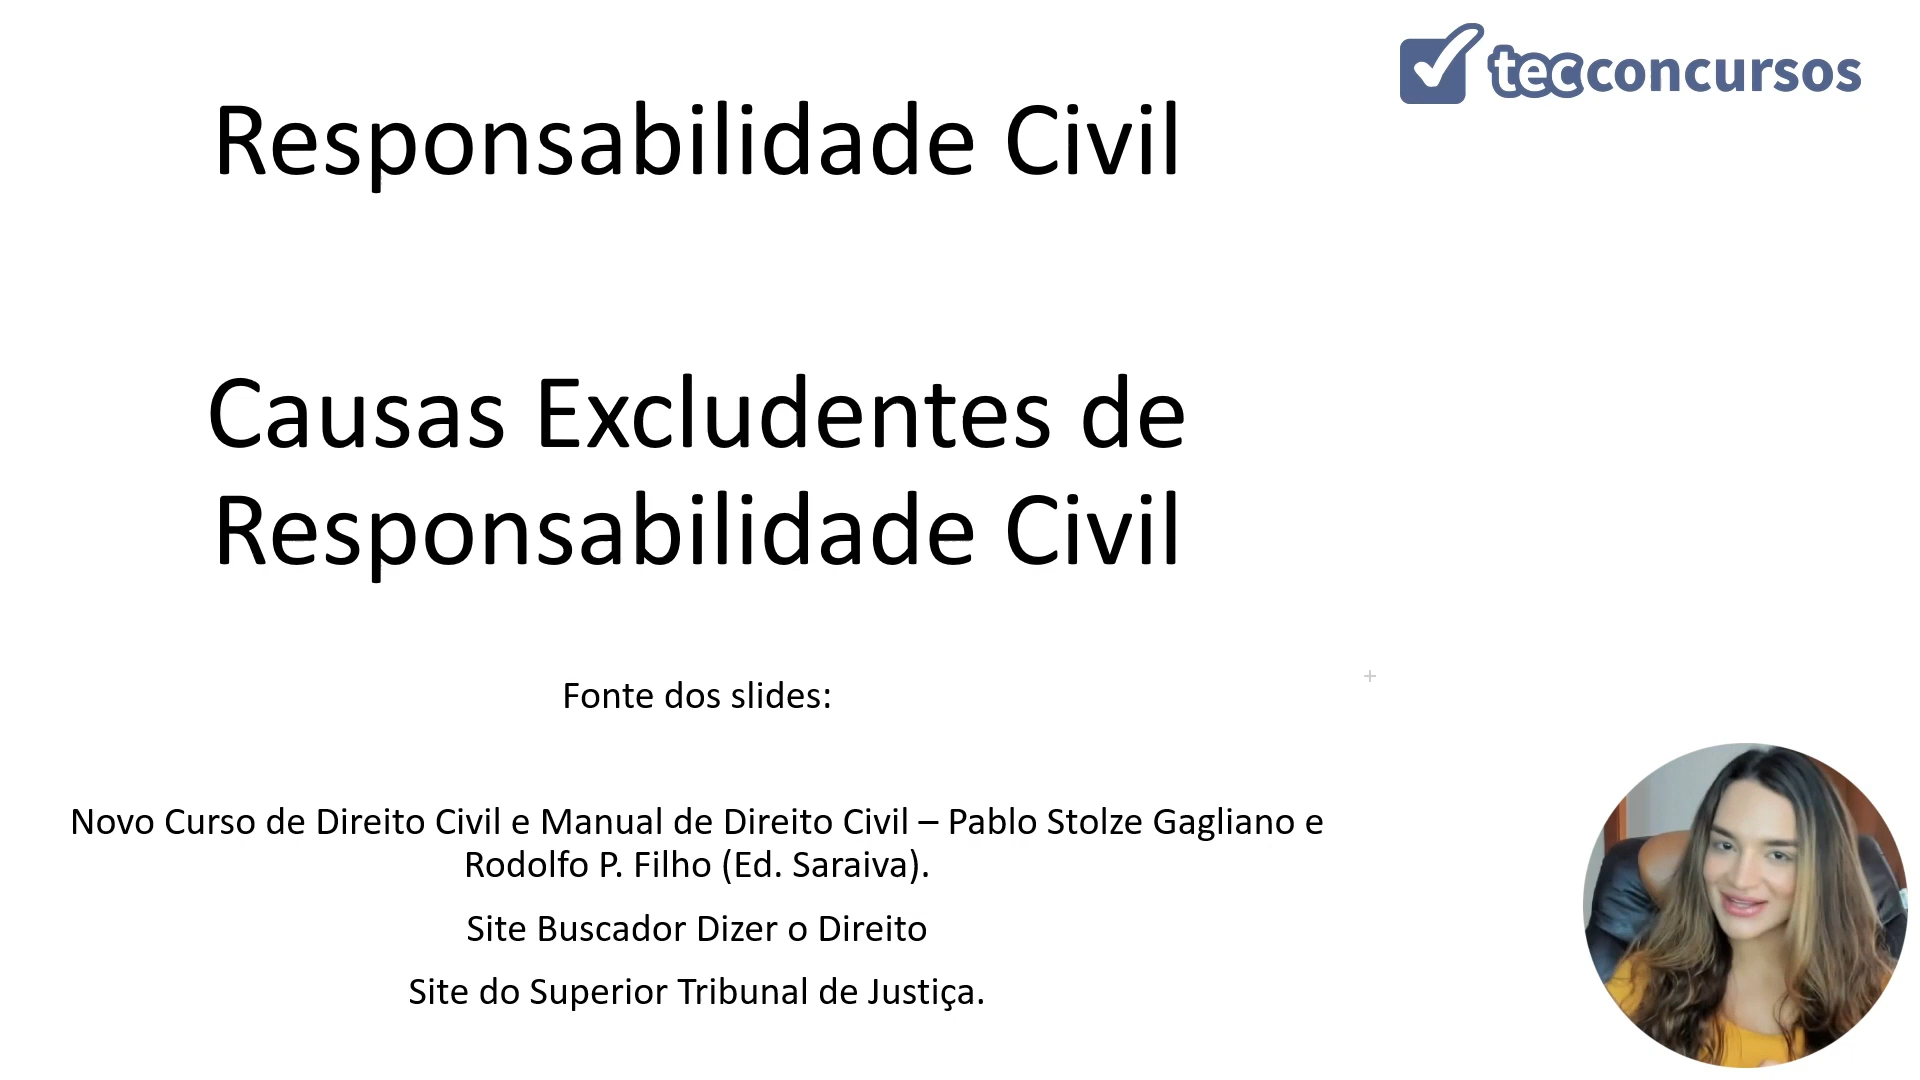 tecconcursos
Responsabilidade Civil
Causas Excludentes de
Responsabilidade Civil
Fonte dos slides:
Novo Curso de Direito Civil e Manual de Direito Civil – Pablo Stolze Gagliano e
Rodolfo P. Filho (Ed. Saraiva).
Site Buscador Dizer o Direito
Site do Superior Tribunal de Justiça.